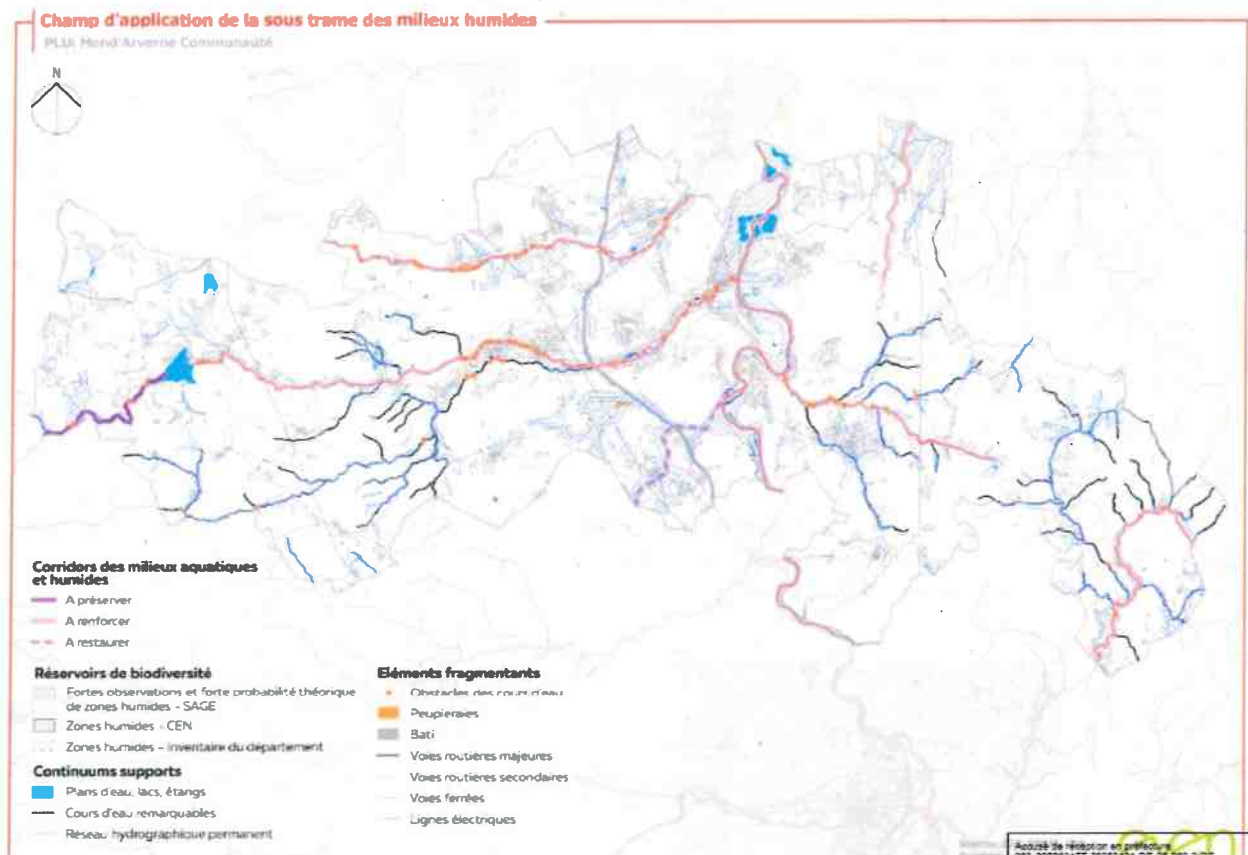 Champ d'application de la sous trame des milieux humides
PLUi Mond'Arverne Communauté
N
Corridors des milieux aquatiques
et humides
A préserver
A renforcer
A restaurer
Réservoirs de biodiversité
Fortes observations et forte probabilité théorique
de zones humides - SAGE
Zones humides - CEN
Zones humides - inventaire du département
Continuums supports
Plans d'eau, lacs, étangs
Cours d'eau remarquables
Réseau hydrographique permanent
Eléments fragmentants
Obstacles des cours d'eau
Peupleraies
Bati
Voies routières majeures
Voies routières secondaires
Voies ferrées
Lignes électriques
Accusé de réception en préfecture